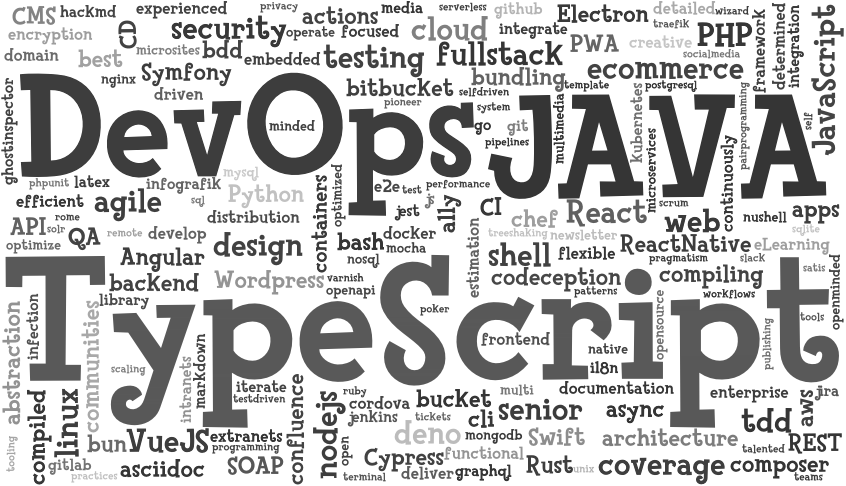 CMS
hackMd
experienced
privacy
actions
media
serverless
github
Electron
detailed
wizard
traefik
encryption
CD
security
operate
focused
cloud
integrate
PWA
creative
PHP
framework
determined
integration
JavaScript
domain
best
microsites
bdd
embedded
testing
fullstack
socialmedia
nginx
Symfony
bundling
ecommerce
ghostinspector
driven
bitbucket
selfdriven
template
postgresql
DevOps
minded
pioneer
system
go
git
pipelines
JAVA
multimedia
kubernetes
microservices
pairprogramming
continuously
self
phpunit
latex
infografik
mysql
Python
optimized
containers
e2e
test
performance
efficient
agile
sql
distribution
jest
ally
CI
chef
React
scrum
web
nushell
apps
API
rome
solr
QA
remote
develop
design
bash
docker
mocha
treeshaking
newsletter
ReactNative
sqlite
eLearning
optimize
Angular
nosql
estimation
shell
flexible
pragmatism
slack
satis
openminded
backend
Wordpress
varnish
openapi
codeception
compiling
library
patterns
workflows
TypeScript
infection
poker
frontend
opensource
publishing
tools
abstraction
communities
scaling
intranets
markdown
native
i18n
iterate
testdriven
confluence
ruby
cordova
bucket
multi
documentation
enterprise
aws
jira
compiled
linux
nodejs
jenkins
tickets
cli
senior
async
tdd
tooling
bun
VueJS
extranets
programming
open
deno
mongodb
Swift
architecture
talented
REST
gitlab
practices
asciidoc
SOAP
terminal
Cypress
functional
deliver
graphql
Rust
unix
coverage
composer
teams